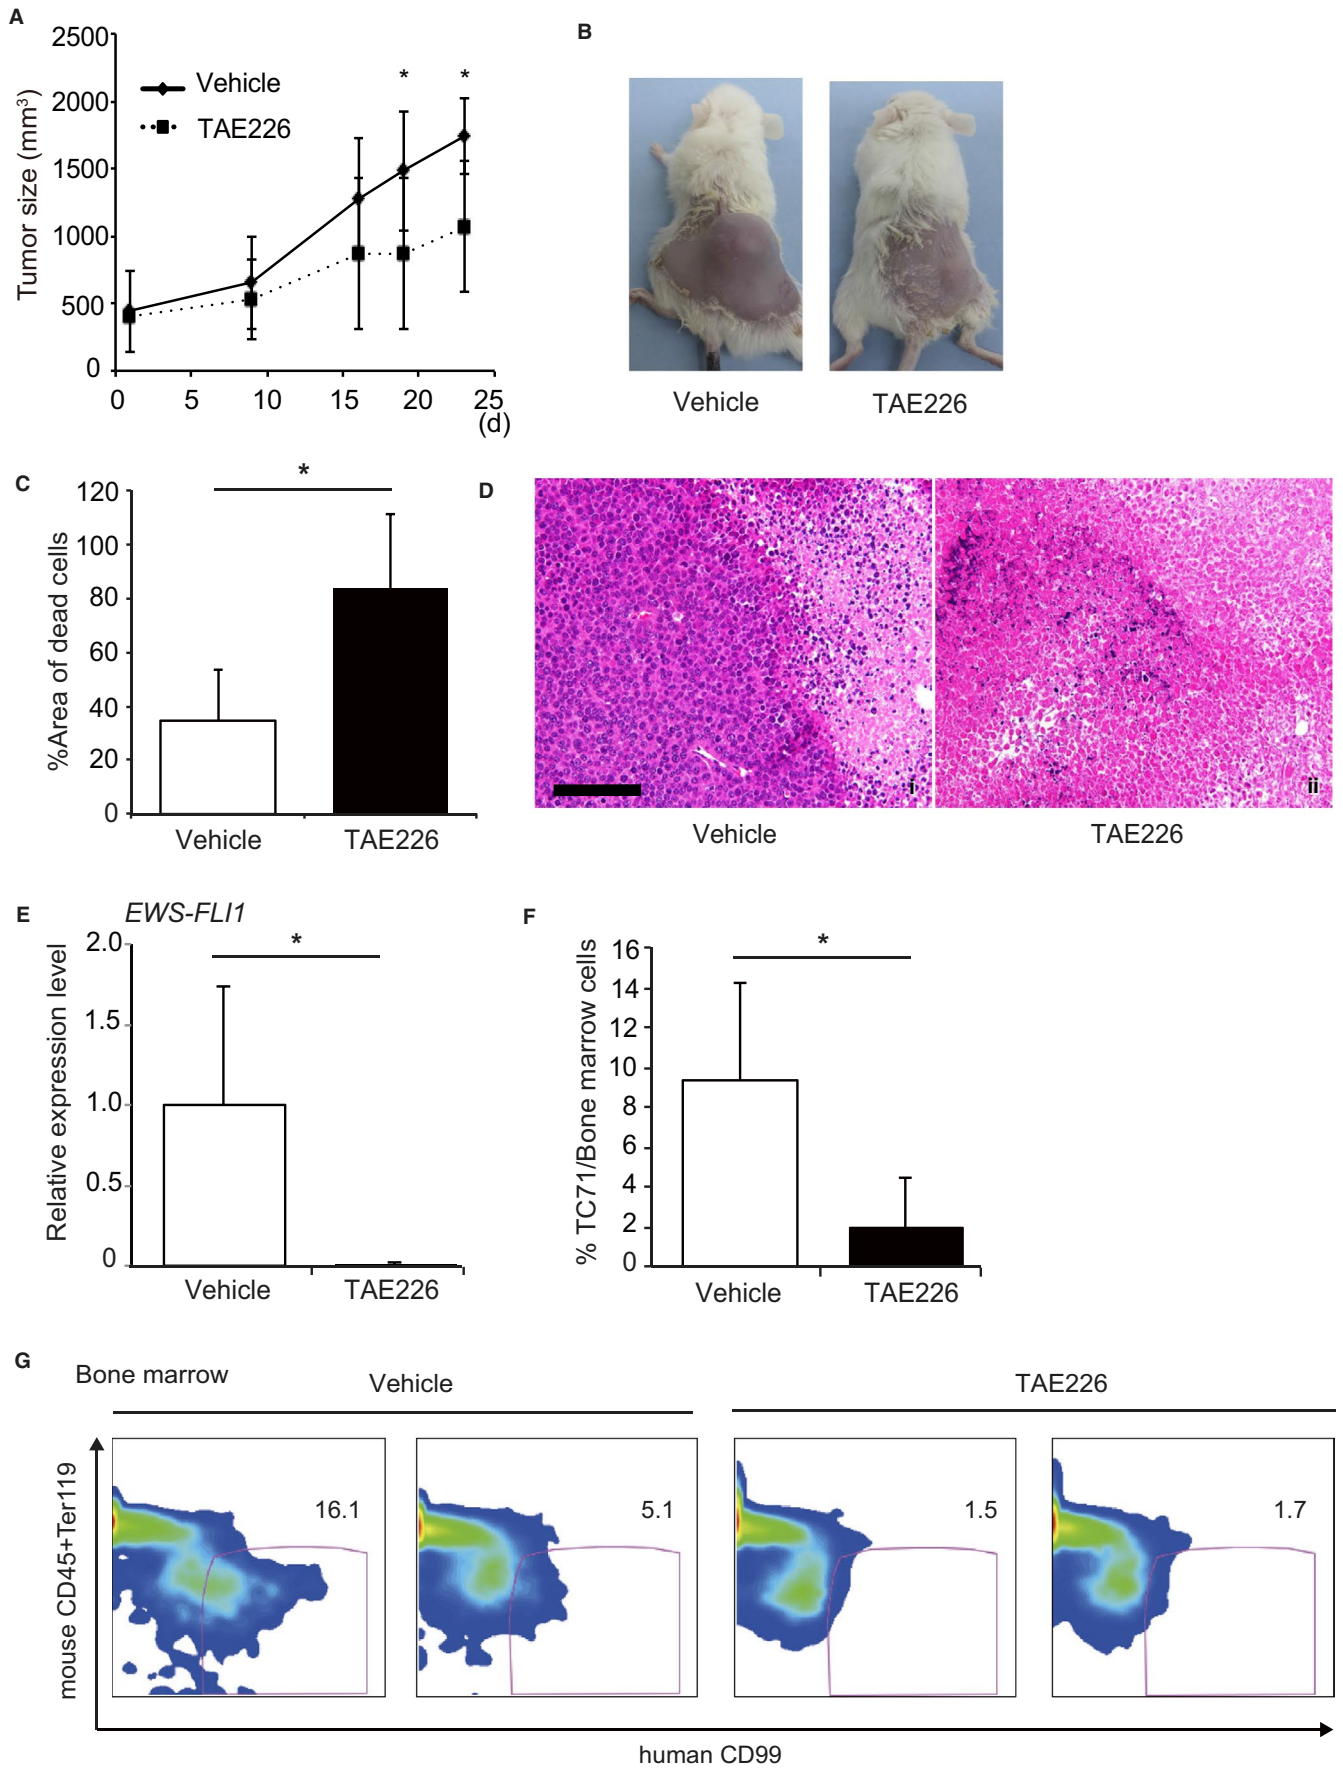 A
2500
2000
1500
1000
500
0
Tumor size (mm³)
Vehicle
TAE226
* *
0 5 10 15 20 25
(d)
B
Vehicle TAE226
C
120
100
80
60
40
20
0
%Area of dead cells
*
Vehicle TAE226
D
i ii
Vehicle TAE226
E
EWS-FLI1
2.0
1.5
1.0
0.5
0
Relative expression level
*
Vehicle TAE226
F
16
14
12
10
8
6
4
2
0
% TC71/Bone marrow cells
*
Vehicle TAE226
G
Bone marrow
Vehicle TAE226
16.1 5.1 1.5 1.7
mouse CD45+Ter119
human CD99